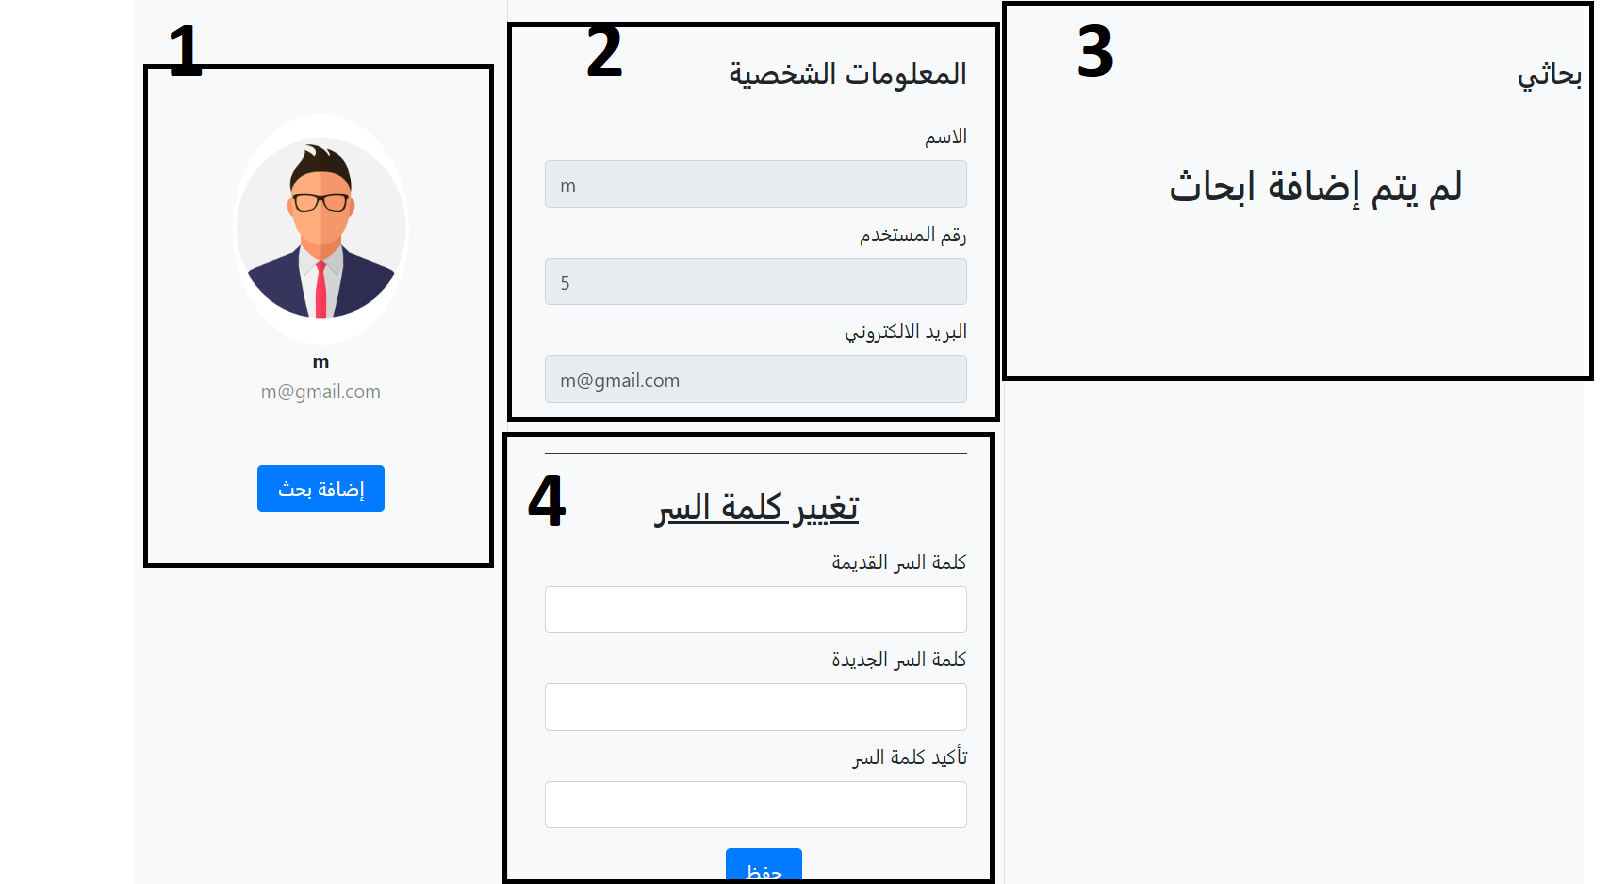 1
m
m@gmail.com
إضافة بحث
2
المعلومات الشخصية
الاسم
m
رقم المستخدم
5
البريد الالكتروني
m@gmail.com
3
بحاثي
لم يتم إضافة ابحاث
4
تغيير كلمة السر
كلمة السر القديمة
كلمة السر الجديدة
تأكيد كلمة السر
حفظ